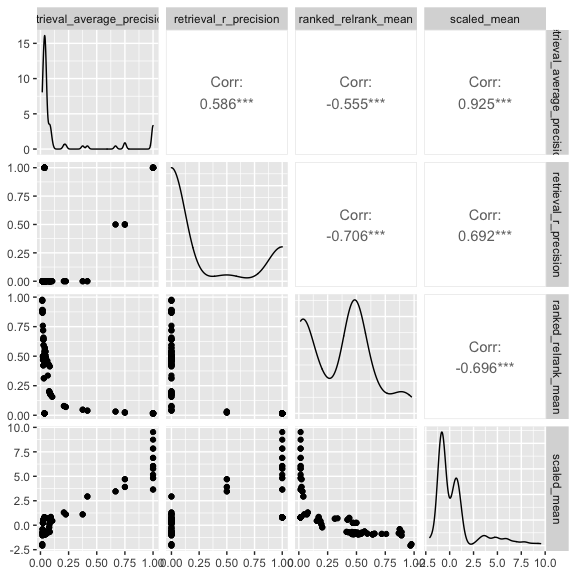 trieval_average_precisio
retrieval_r_precision
ranked_relrank_mean
scaled_mean
15
10
5
0
Corr:
0.586***
Corr:
-0.555***
Corr:
0.925***
trieval_average_precisio
1.00
0.75
0.50
0.25
0.00
Corr:
-0.706***
Corr:
0.692***
retrieval_r_precision
1.00
0.75
0.50
0.25
0.00
Corr:
-0.696***
ranked_relrank_mean
10.0
7.5
5.0
2.5
0.0
-2.5
scaled_mean
0.00 0.25 0.50 0.75 1.00
0.00 0.25 0.50 0.75 1.00
0.00 0.25 0.50 0.75 1.00
-2.5 0.0 2.5 5.0 7.5 10.0